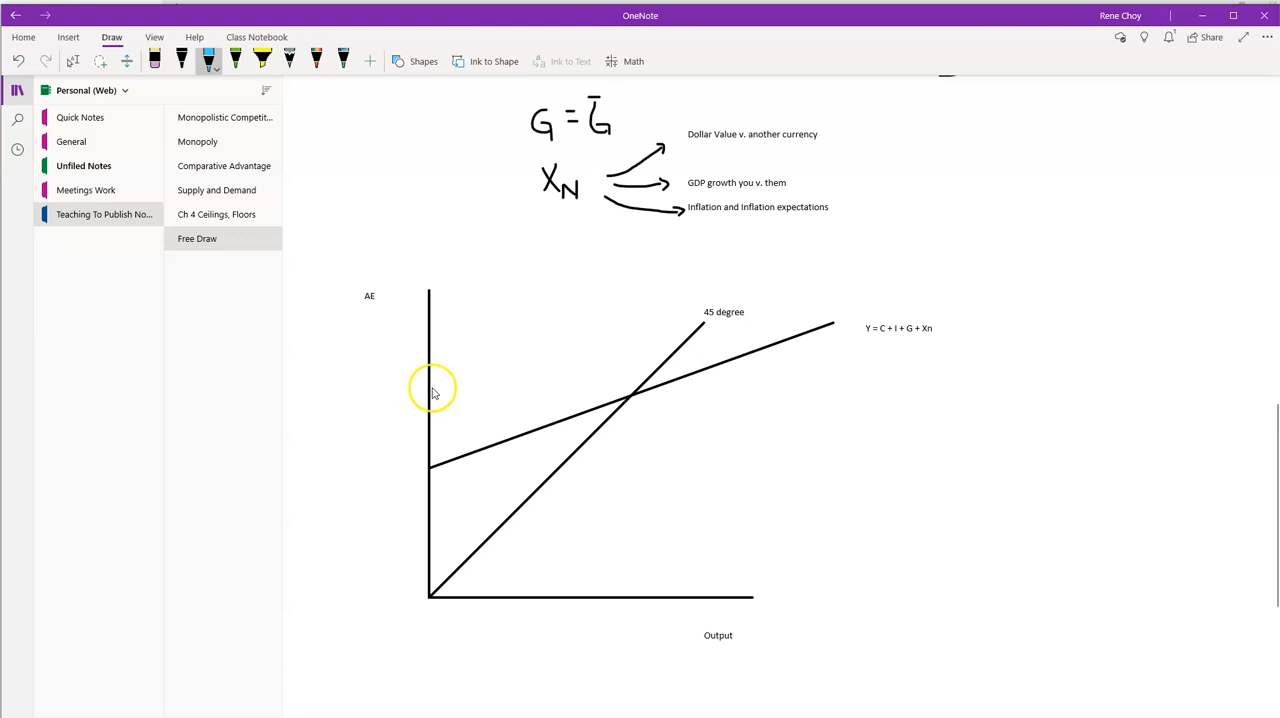 OneNote
Rene Choy
Home
Insert
Draw
View
Help
Class Notebook
Share
Shapes
Ink to Shape
Ink to Text
Math
Personal (Web)
Quick Notes
General
Unfiled Notes
Meetings Work
Teaching To Publish No...
Monopolistic Competit...
Monopoly
Comparative Advantage
Supply and Demand
Ch 4 Ceilings, Floors
Free Draw
G = G̅
Dollar Value v. another currency
XN
GDP growth you v. them
Inflation and Inflation expectations
AE
45 degree
Y = C + I + G + Xn
Output